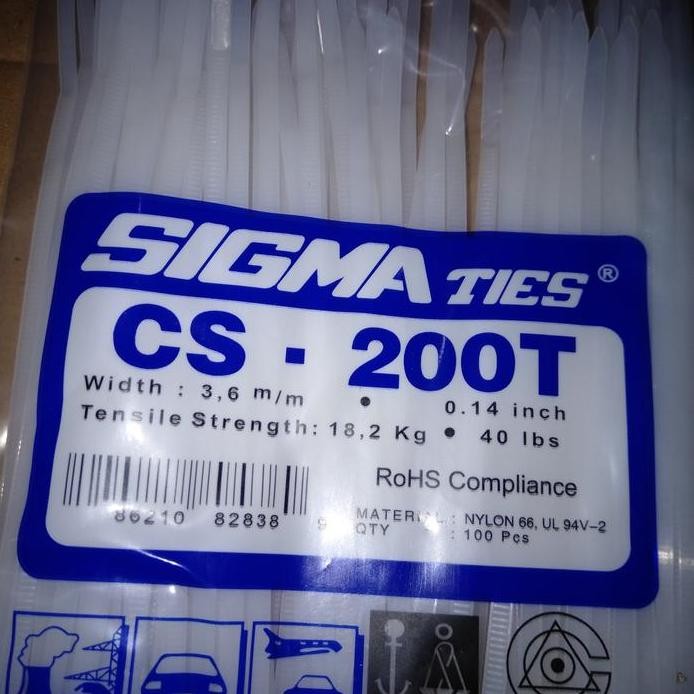 SIGMA TIES ®
CS - 200T
Width : 3,6 m/m • 0.14 inch
Tensile Strength: 18,2 Kg • 40 lbs
RoHS Compliance
86210 82838 9
MATERIAL : NYLON 66, UL 94V-2
QTY : 100 Pcs